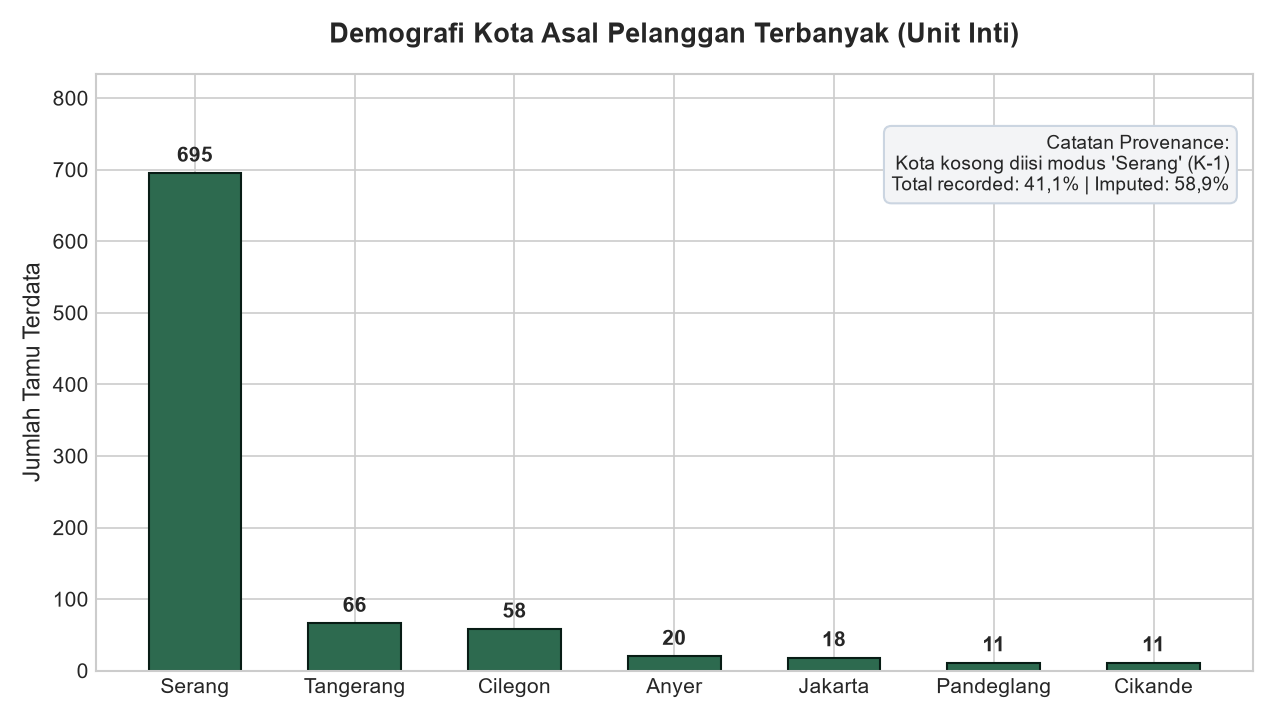 Demografi Kota Asal Pelanggan Terbanyak (Unit Inti)
Jumlah Tamu Terdata
800
700
600
500
400
300
200
100
0
695
66
58
20
18
11
11
Catatan Provenance:
Kota kosong diisi modus 'Serang' (K-1)
Total recorded: 41,1% | Imputed: 58,9%
Serang
Tangerang
Cilegon
Anyer
Jakarta
Pandeglang
Cikande